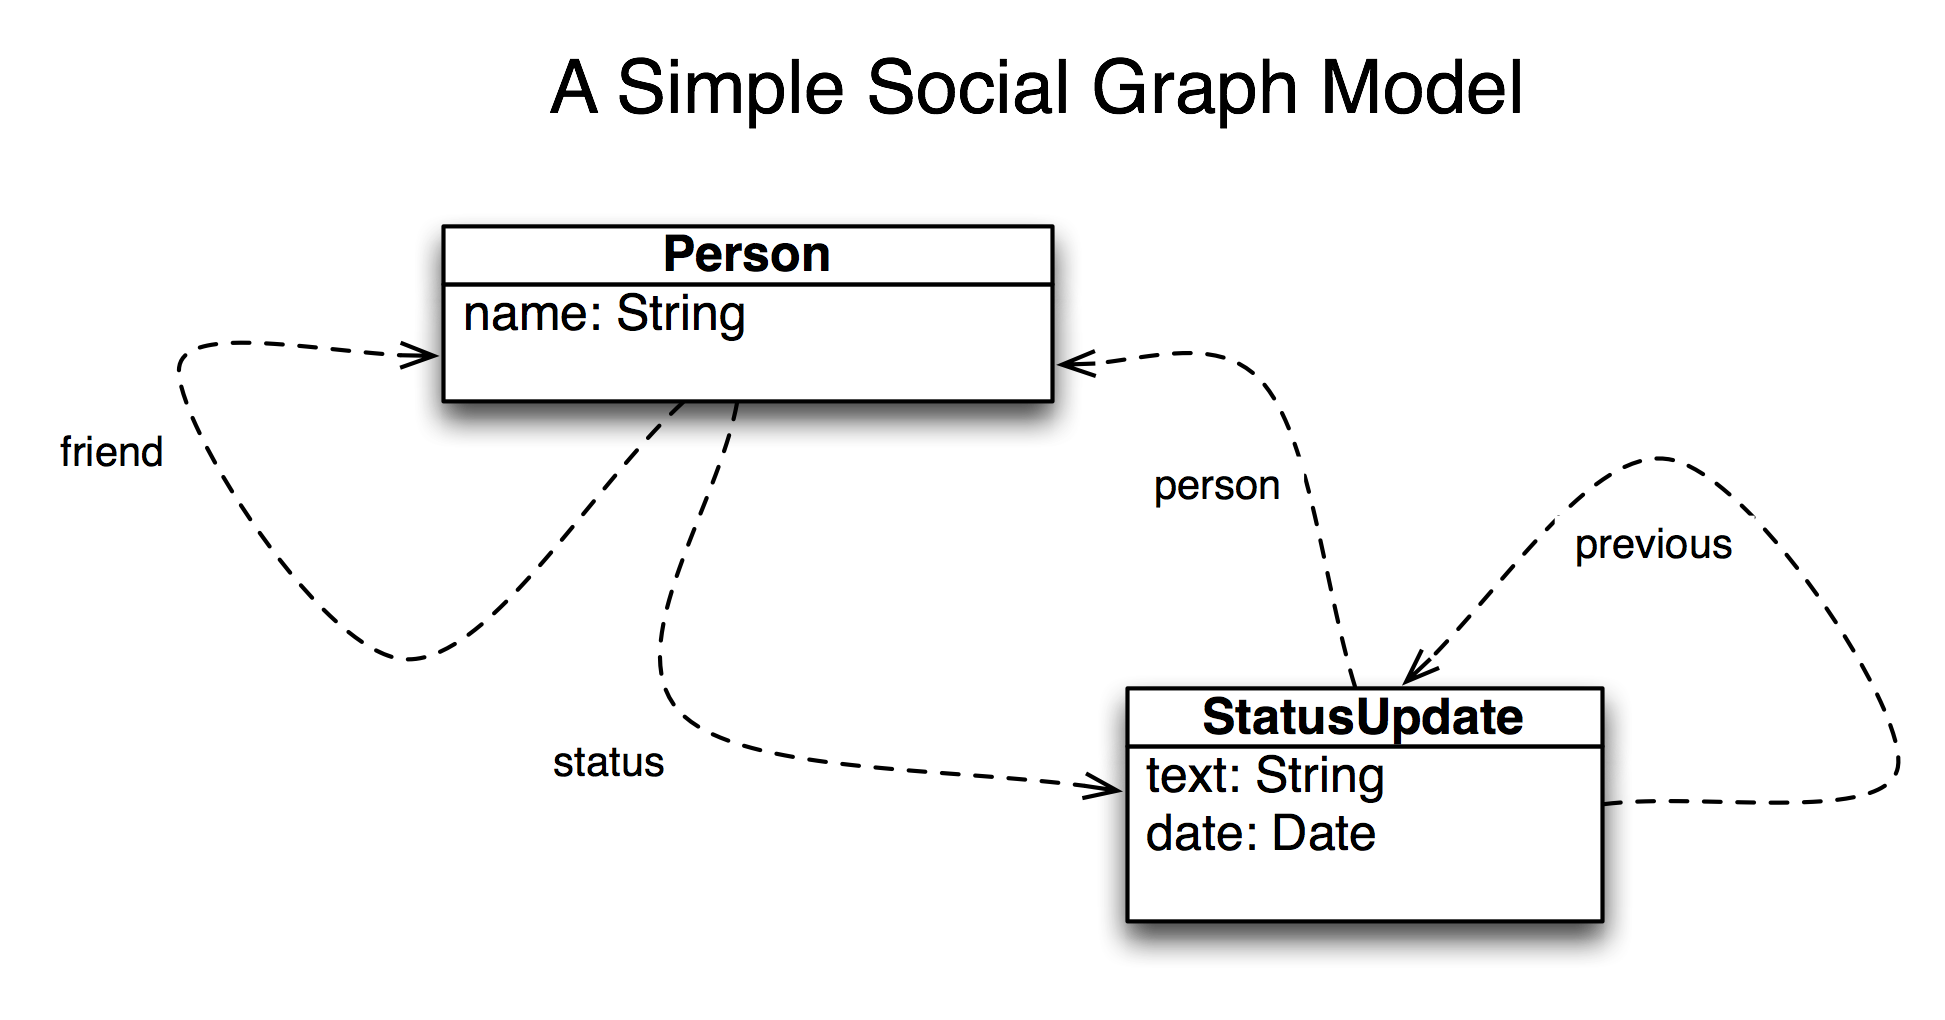 A Simple Social Graph Model
Person
name: String
friend
person
previous
StatusUpdate
text: String
date: Date
status